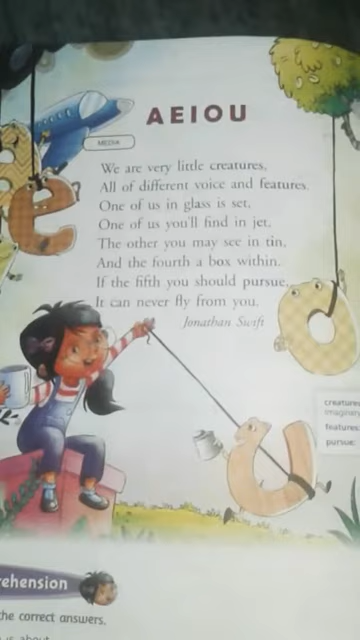 AEIOU
MEDIA
We are very little creatures,
All of different voice and features.
One of us in glass is set,
One of us you'll find in jet.
The other you may see in tin,
And the fourth a box within.
If the fifth you should pursue,
It can never fly from you.
Jonathan Swift
creatures
features:
pursue:
ehension
the correct answers.
is about